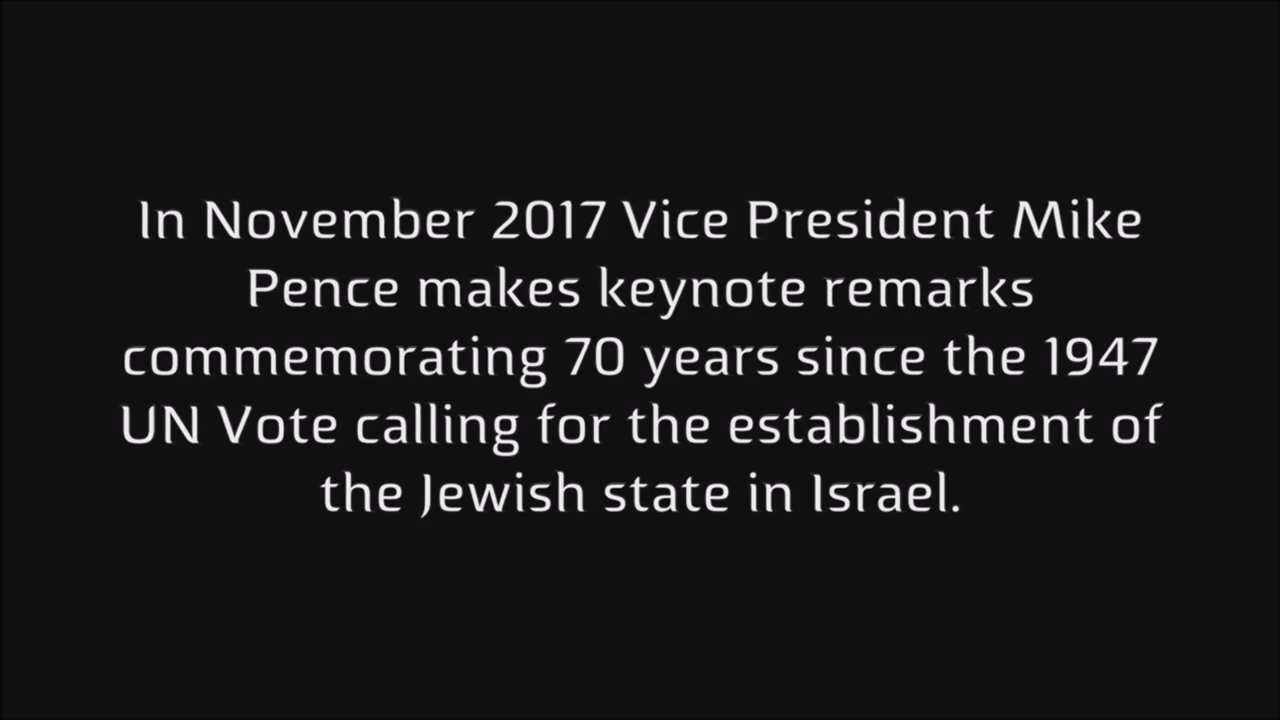 In November 2017 Vice President Mike
Pence makes keynote remarks
commemorating 70 years since the 1947
UN Vote calling for the establishment of
the Jewish state in Israel.